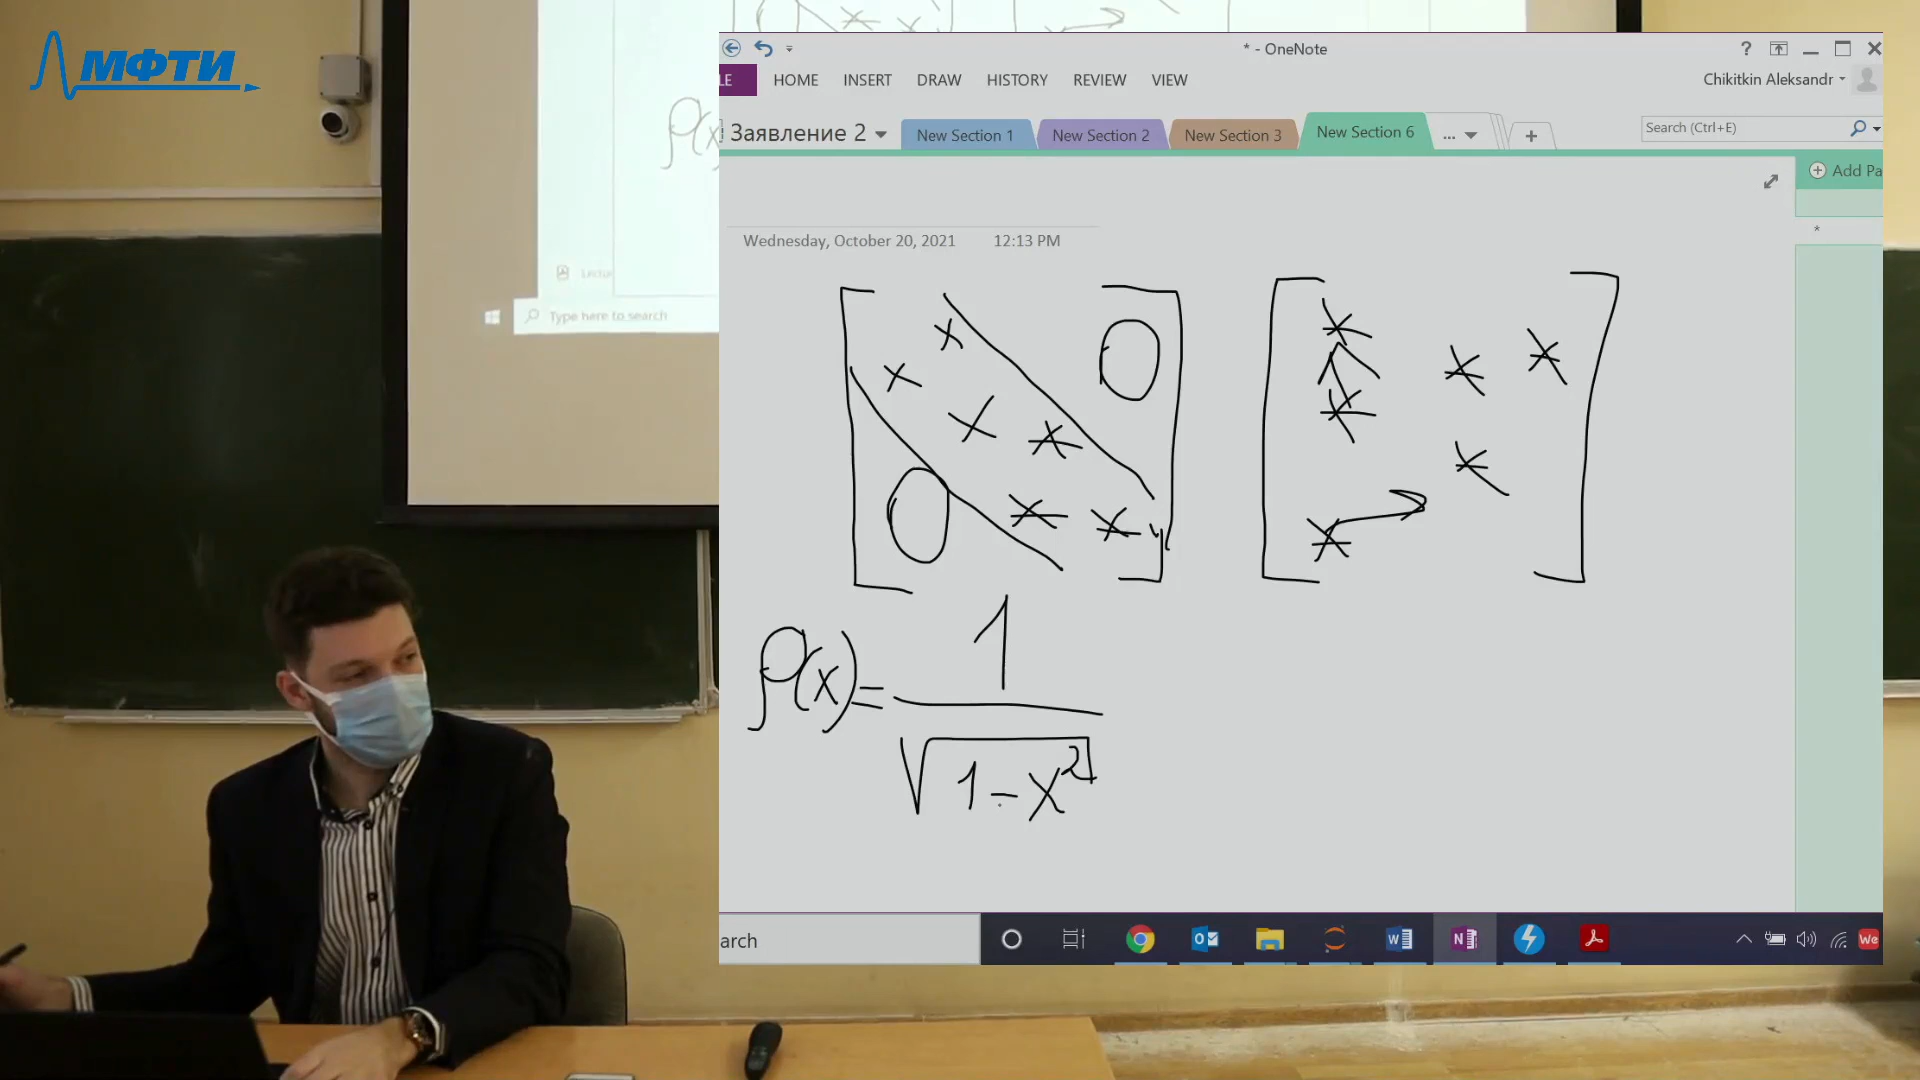 МФТИ
* - OneNote
?
LE HOME INSERT DRAW HISTORY REVIEW VIEW
Chikitkin Aleksandr
Заявление 2
New Section 1
New Section 2
New Section 3
New Section 6
...
+
Search (Ctrl+E)
Add Pa
*
Wednesday, October 20, 2021 12:13 PM
ρ(x) = 1 / √(1-x²)
ρ(x
Type here to search
arch
We